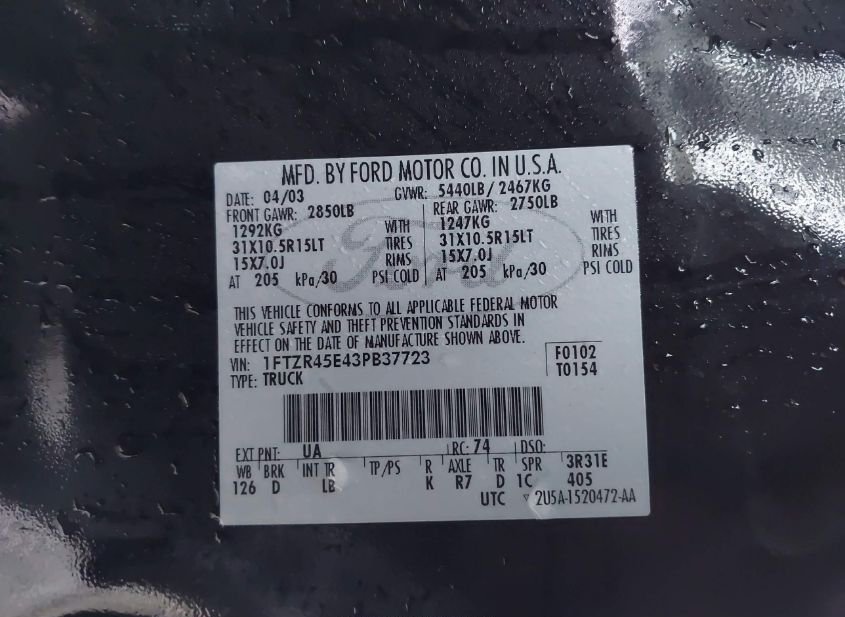 MFD. BY FORD MOTOR CO. IN U.S.A.
DATE: 04/03 GVWR: 5440LB / 2467KG
FRONT GAWR: 2850LB REAR GAWR: 2750LB
1292KG WITH 1247KG WITH
31X10.5R15LT TIRES 31X10.5R15LT TIRES
15X7.0J RIMS 15X7.0J RIMS
AT 205 kPa/30 PSI COLD AT 205 kPa/30 PSI COLD
Ford
THIS VEHICLE CONFORMS TO ALL APPLICABLE FEDERAL MOTOR
VEHICLE SAFETY AND THEFT PREVENTION STANDARDS IN
EFFECT ON THE DATE OF MANUFACTURE SHOWN ABOVE.
VIN: 1FTZR45E43PB37723 F0102
TYPE: TRUCK T0154
EXT PNT: UA RC: 74 DSO:
WB BRK INT TR TP/PS R AXLE TR SPR 3R31E
126 D LB K R7 D 1C 405
UTC ▽ 2U5A-1520472-AA